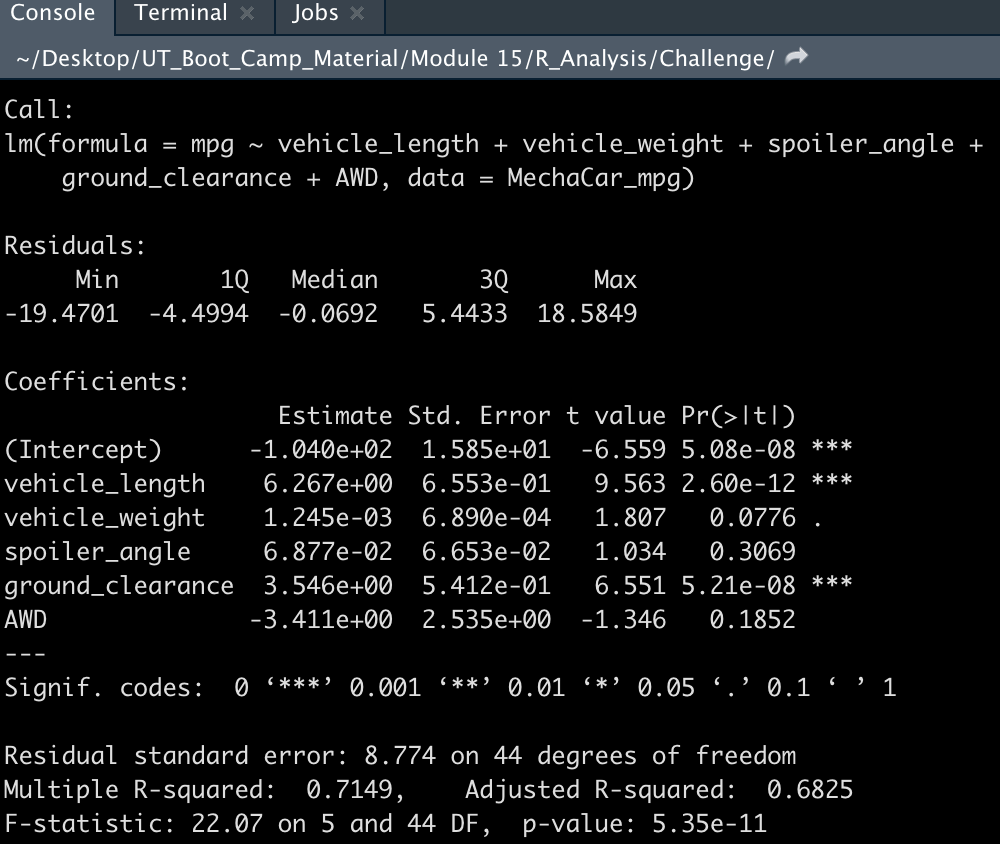 Console Terminal Jobs
~/Desktop/UT_Boot_Camp_Material/Module 15/R_Analysis/Challenge/
Call:
lm(formula = mpg ~ vehicle_length + vehicle_weight + spoiler_angle +
    ground_clearance + AWD, data = MechaCar_mpg)
Residuals:
     Min       1Q   Median       3Q      Max
-19.4701  -4.4994  -0.0692   5.4433  18.5849
Coefficients:
                   Estimate Std. Error t value Pr(>|t|)
(Intercept)      -1.040e+02  1.585e+01  -6.559 5.08e-08 ***
vehicle_length    6.267e+00  6.553e-01   9.563 2.60e-12 ***
vehicle_weight    1.245e-03  6.890e-04   1.807   0.0776 .
spoiler_angle     6.877e-02  6.653e-02   1.034   0.3069
ground_clearance  3.546e+00  5.412e-01   6.551 5.21e-08 ***
AWD              -3.411e+00  2.535e+00  -1.346   0.1852
---
Signif. codes:  0 ‘***’ 0.001 ‘**’ 0.01 ‘*’ 0.05 ‘.’ 0.1 ‘ ’ 1
Residual standard error: 8.774 on 44 degrees of freedom
Multiple R-squared:  0.7149,    Adjusted R-squared:  0.6825
F-statistic: 22.07 on 5 and 44 DF,  p-value: 5.35e-11